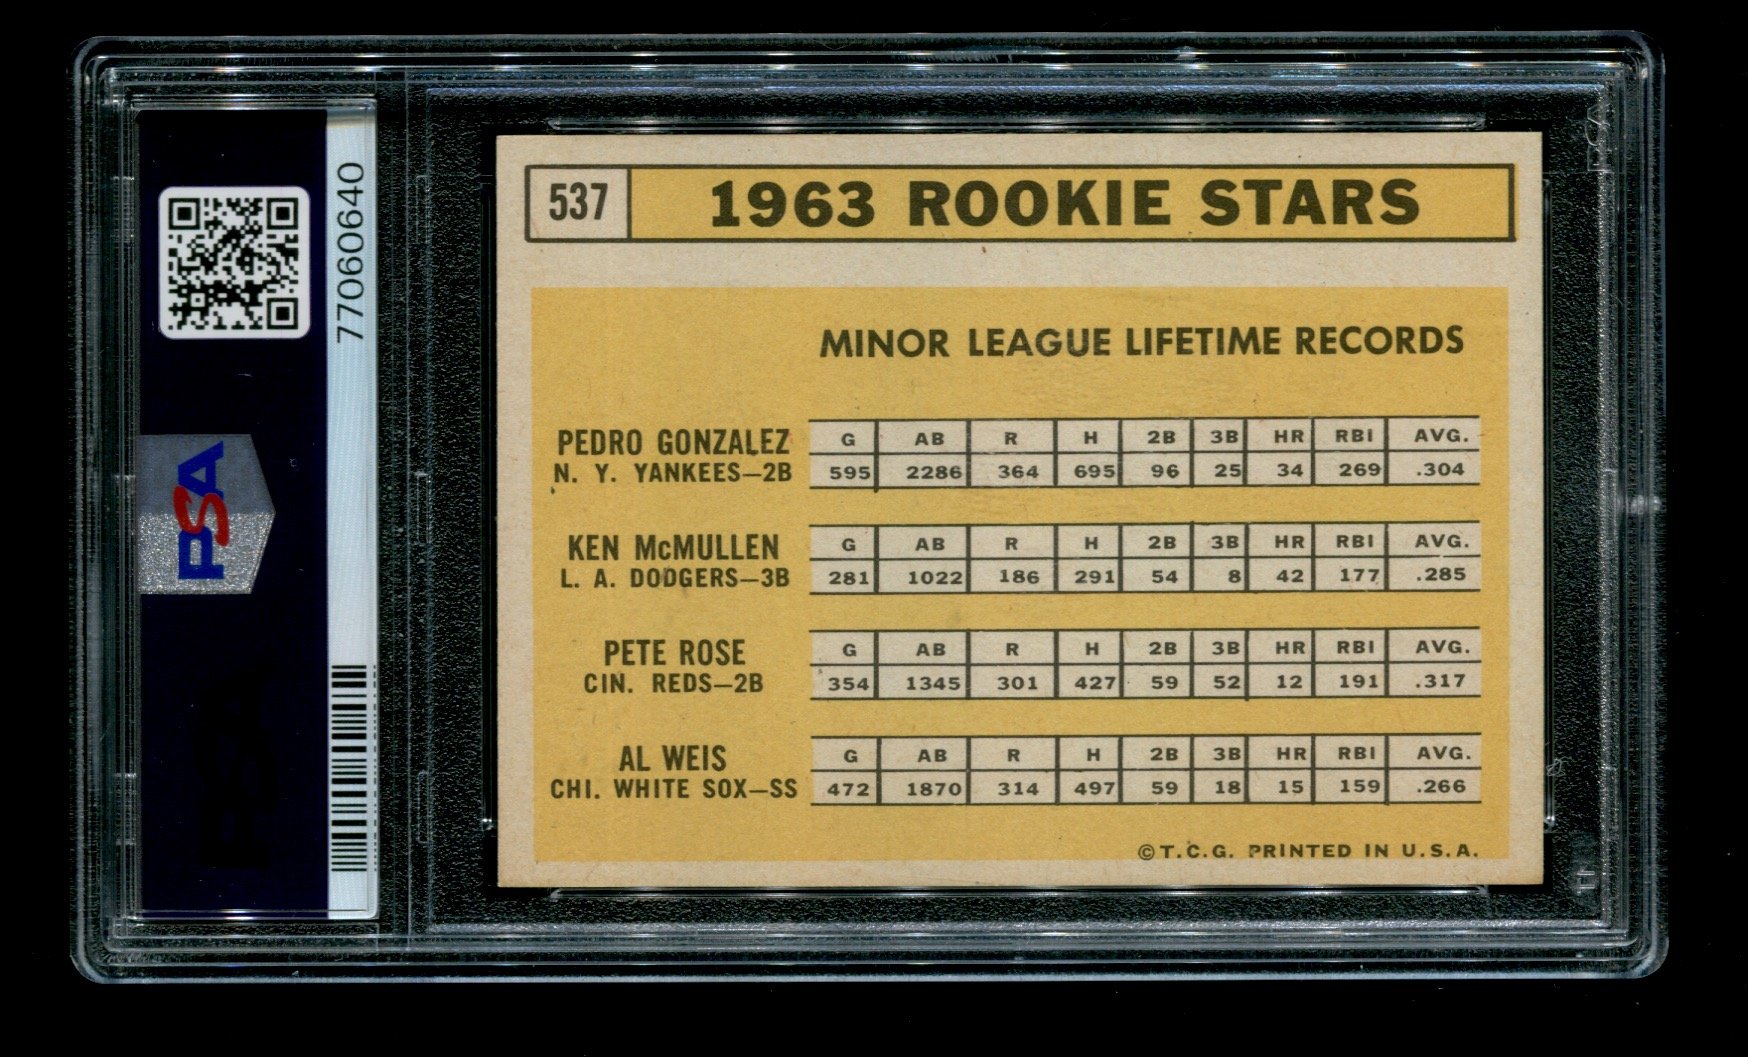 77060640
PSA
537 1963 ROOKIE STARS
MINOR LEAGUE LIFETIME RECORDS
PEDRO GONZALEZ G AB R H 2B 3B HR RBI AVG.
N. Y. YANKEES—2B 595 2286 364 695 96 25 34 269 .304
KEN McMULLEN G AB R H 2B 3B HR RBI AVG.
L. A. DODGERS—3B 281 1022 186 291 54 8 42 177 .285
PETE ROSE G AB R H 2B 3B HR RBI AVG.
CIN. REDS—2B 354 1345 301 427 59 52 12 191 .317
AL WEIS G AB R H 2B 3B HR RBI AVG.
CHI. WHITE SOX—SS 472 1870 314 497 59 18 15 159 .266
© T.C.G. PRINTED IN U.S.A.